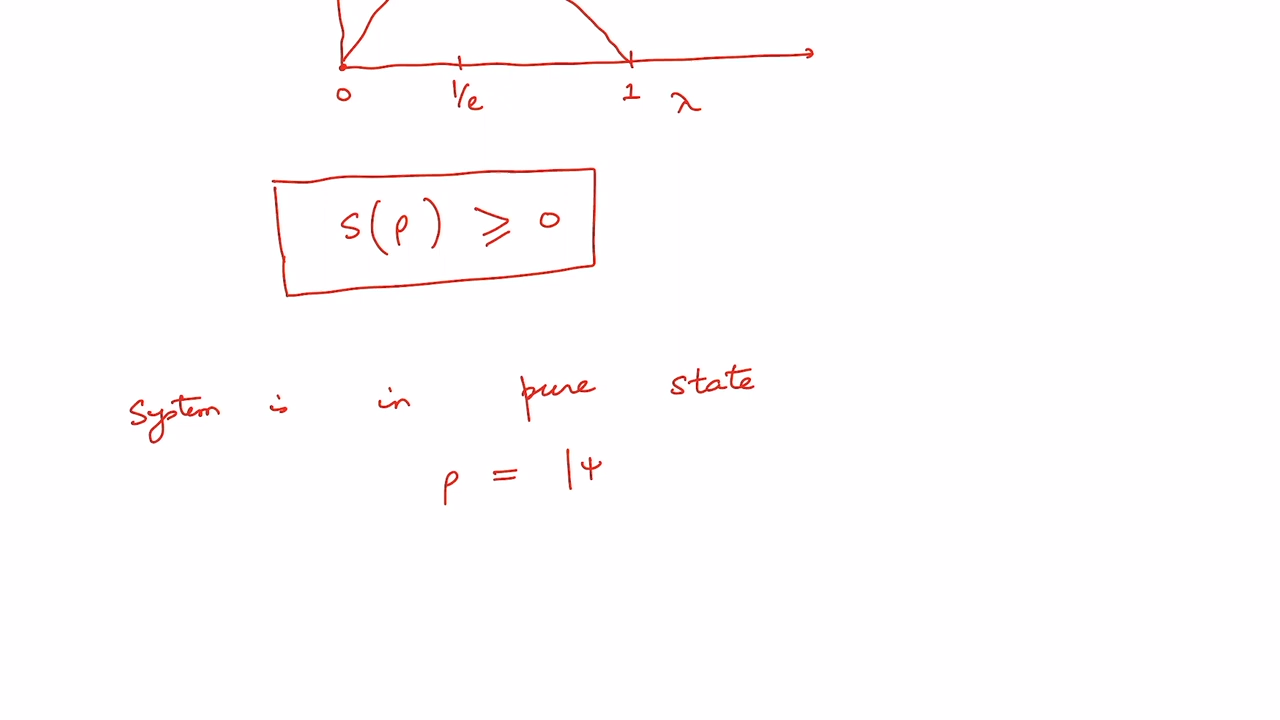 0 1/e 1 λ
S(ρ) ⩾ 0
System is in pure state
ρ = |ψ